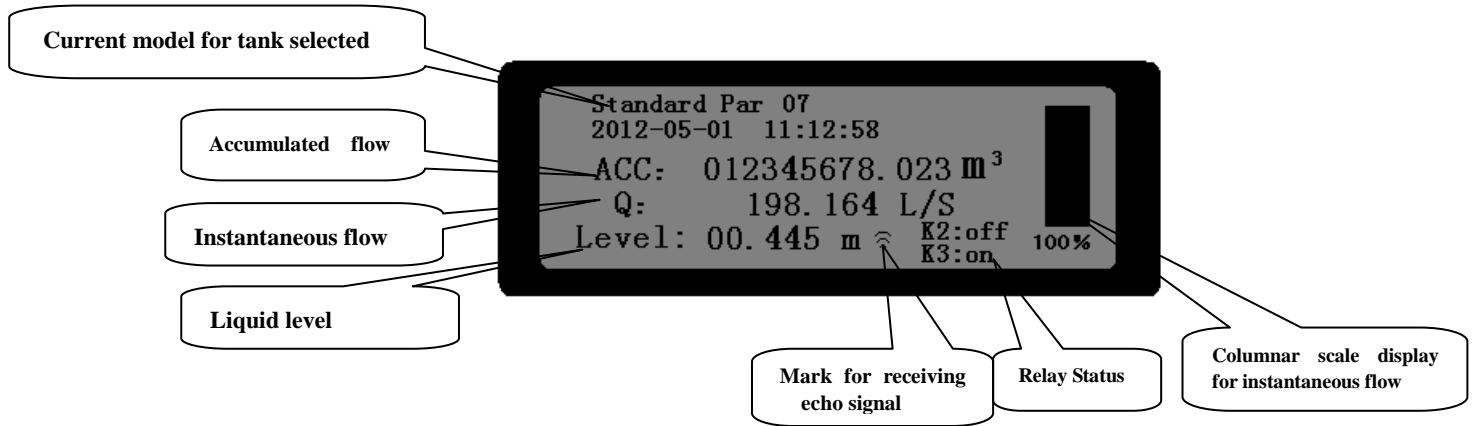 Current model for tank selected
Standard Par 07
2012-05-01 11:12:58
Accumulated flow
ACC: 012345678.023 m³
Q: 198.164 L/S
Instantaneous flow
Level: 00.445 m
K2:off
K3:on
100%
Liquid level
Mark for receiving
echo signal
Relay Status
Columnar scale display
for instantaneous flow